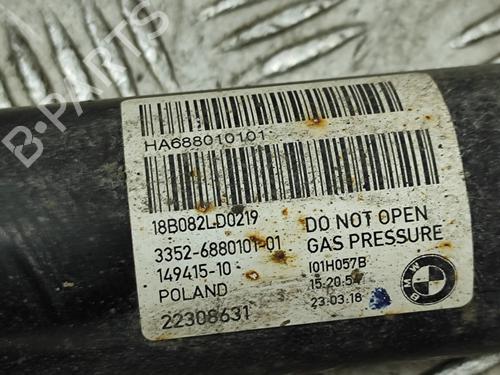 B-PARTS
HA688010101
18B082LD0219
3352-6880101-01
149415-10
POLAND
22308631
DO NOT OPEN
GAS PRESSURE
I01H057B
15:20:54
23.03.18
BMW